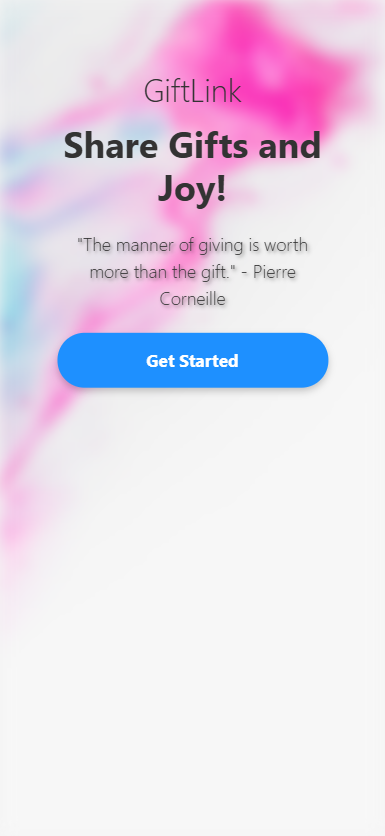 GiftLink
Share Gifts and
Joy!
"The manner of giving is worth
more than the gift." - Pierre
Corneille
Get Started